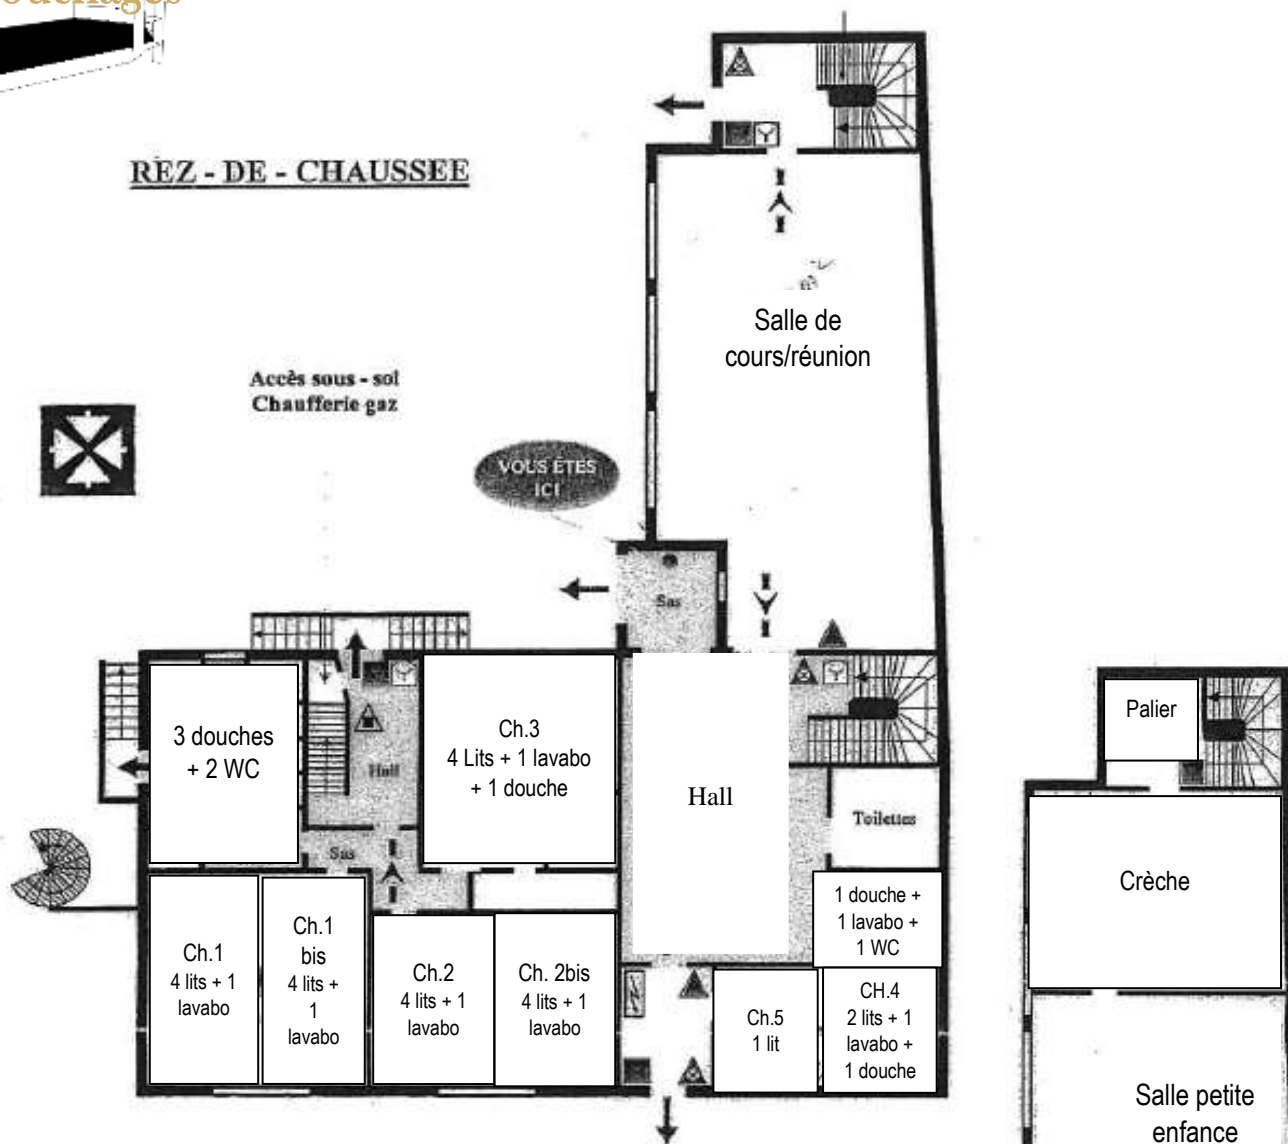 REZ - DE - CHAUSSEE
Salle de
cours/réunion
Accès sous - sol
Chaufferie gaz
VOUS ÊTES
ICI
Sas
3 douches
+ 2 WC
Hall
Ch.3
4 Lits + 1 lavabo
+ 1 douche
Hall
Toilettes
Sas
Ch.1
4 lits + 1
lavabo
Ch.1
bis
4 lits +
1
lavabo
Ch.2
4 lits + 1
lavabo
Ch. 2bis
4 lits + 1
lavabo
1 douche +
1 lavabo +
1 WC
Ch.5
1 lit
CH.4
2 lits + 1
lavabo +
1 douche
Palier
Crèche
Salle petite
enfance